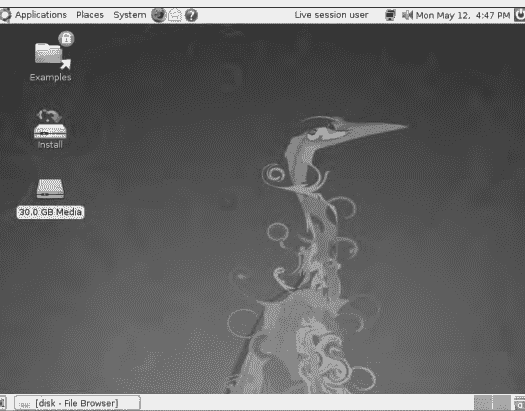 Applications Places System Live session user Mon May 12, 4:47 PM
Examples
Install
30.0 GB Media
[disk - File Browser]